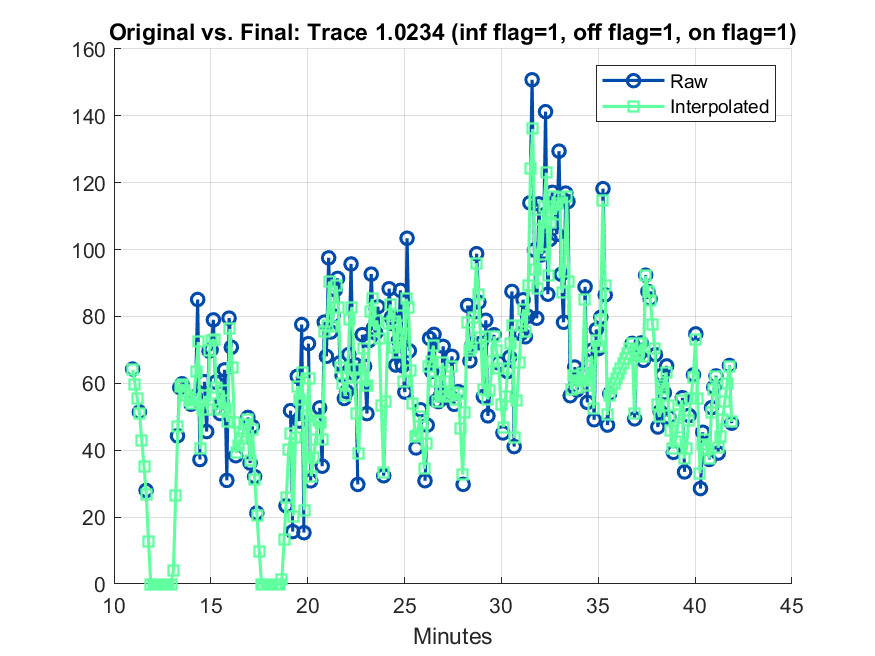 Original vs. Final: Trace 1.0234 (inf flag=1, off flag=1, on flag=1)
160
140
120
100
80
60
40
20
0
Raw
Interpolated
10 15 20 25 30 35 40 45
Minutes